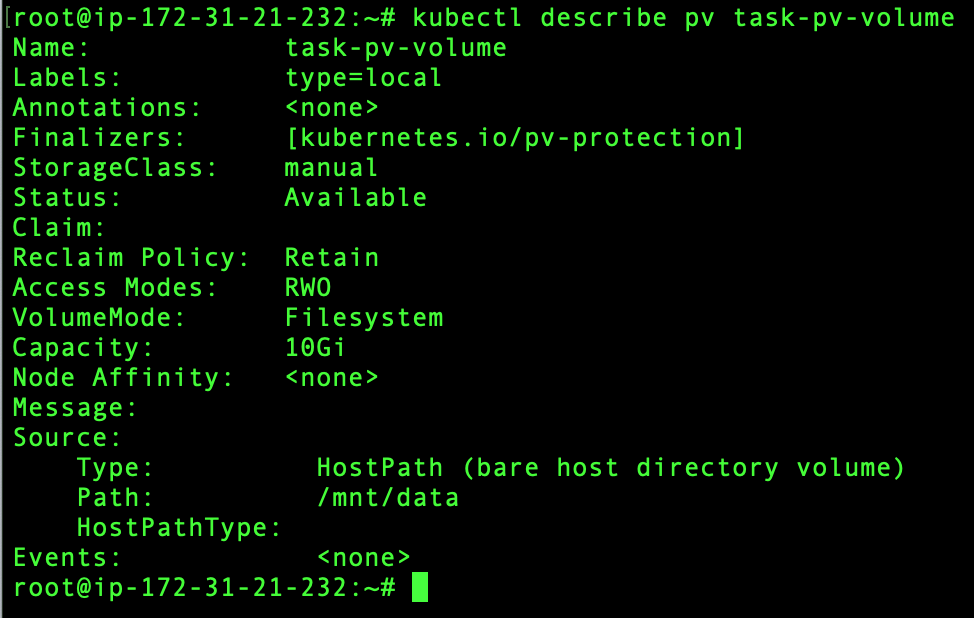 [root@ip-172-31-21-232:~# kubectl describe pv task-pv-volume
Name:            task-pv-volume
Labels:          type=local
Annotations:     <none>
Finalizers:      [kubernetes.io/pv-protection]
StorageClass:    manual
Status:          Available
Claim:
Reclaim Policy:  Retain
Access Modes:    RWO
VolumeMode:      Filesystem
Capacity:        10Gi
Node Affinity:   <none>
Message:
Source:
    Type:          HostPath (bare host directory volume)
    Path:          /mnt/data
    HostPathType:
Events:            <none>
root@ip-172-31-21-232:~#